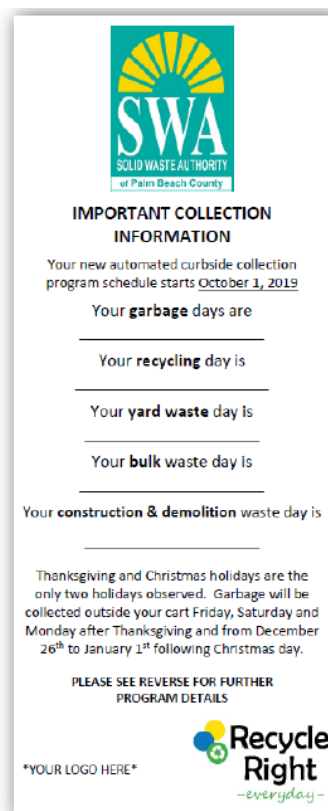 SWA
SOLID WASTE AUTHORITY
of Palm Beach County
IMPORTANT COLLECTION
INFORMATION
Your new automated curbside collection
program schedule starts October 1, 2019
Your garbage days are
Your recycling day is
Your yard waste day is
Your bulk waste day is
Your construction & demolition waste day is
Thanksgiving and Christmas holidays are the
only two holidays observed. Garbage will be
collected outside your cart Friday, Saturday and
Monday after Thanksgiving and from December
26th to January 1st following Christmas day.
PLEASE SEE REVERSE FOR FURTHER
PROGRAM DETAILS
*YOUR LOGO HERE*
Recycle
Right
-everyday-